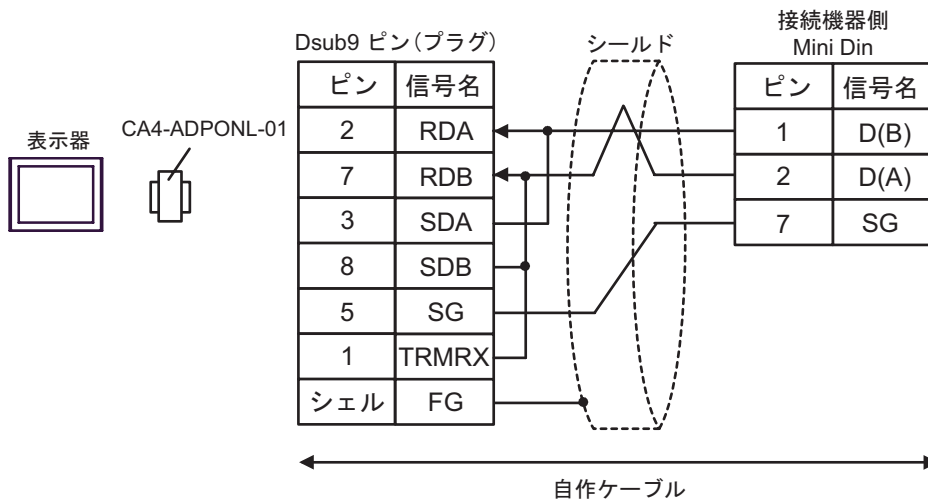 接続機器側
Mini Din
Dsub9 ピン(プラグ)
シールド
表示器
CA4-ADPONL-01
ピン 信号名
2 RDA
7 RDB
3 SDA
8 SDB
5 SG
1 TRMRX
シェル FG
ピン 信号名
1 D(B)
2 D(A)
7 SG
自作ケーブル